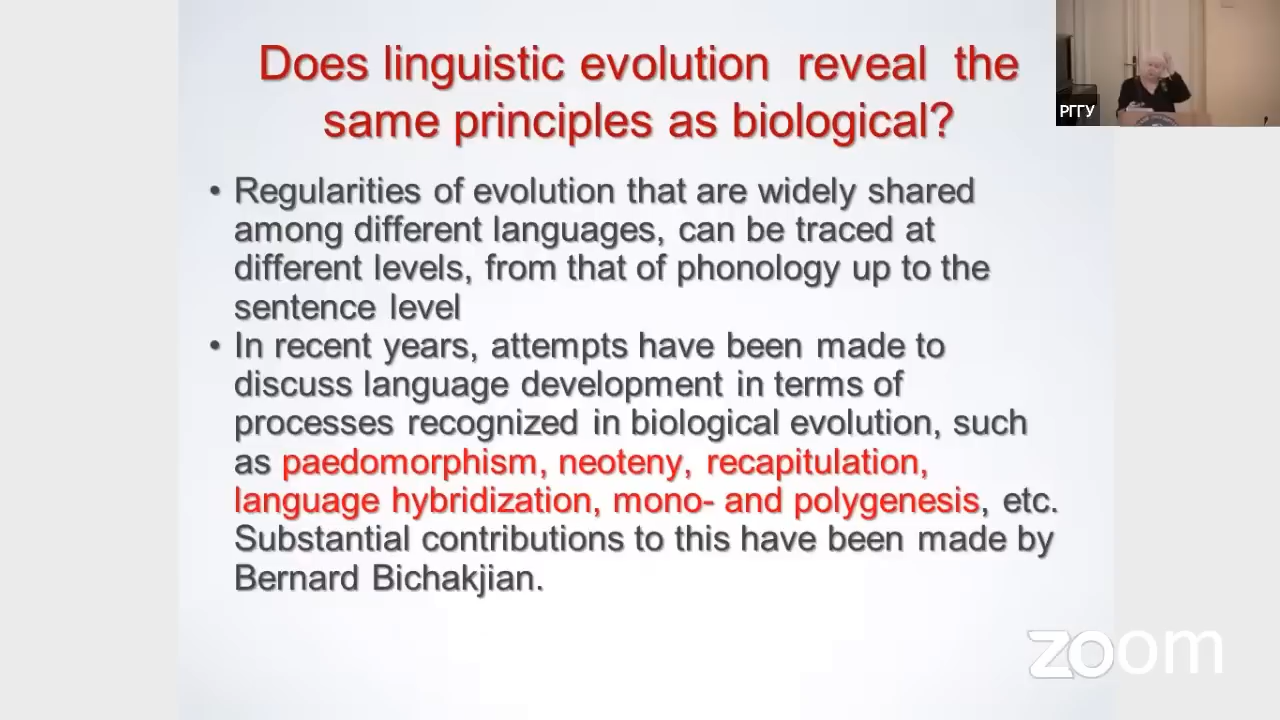 Does linguistic evolution reveal the
same principles as biological?
РГГУ
• Regularities of evolution that are widely shared
among different languages, can be traced at
different levels, from that of phonology up to the
sentence level
• In recent years, attempts have been made to
discuss language development in terms of
processes recognized in biological evolution, such
as paedomorphism, neoteny, recapitulation,
language hybridization, mono- and polygenesis, etc.
Substantial contributions to this have been made by
Bernard Bichakjian.
zoom